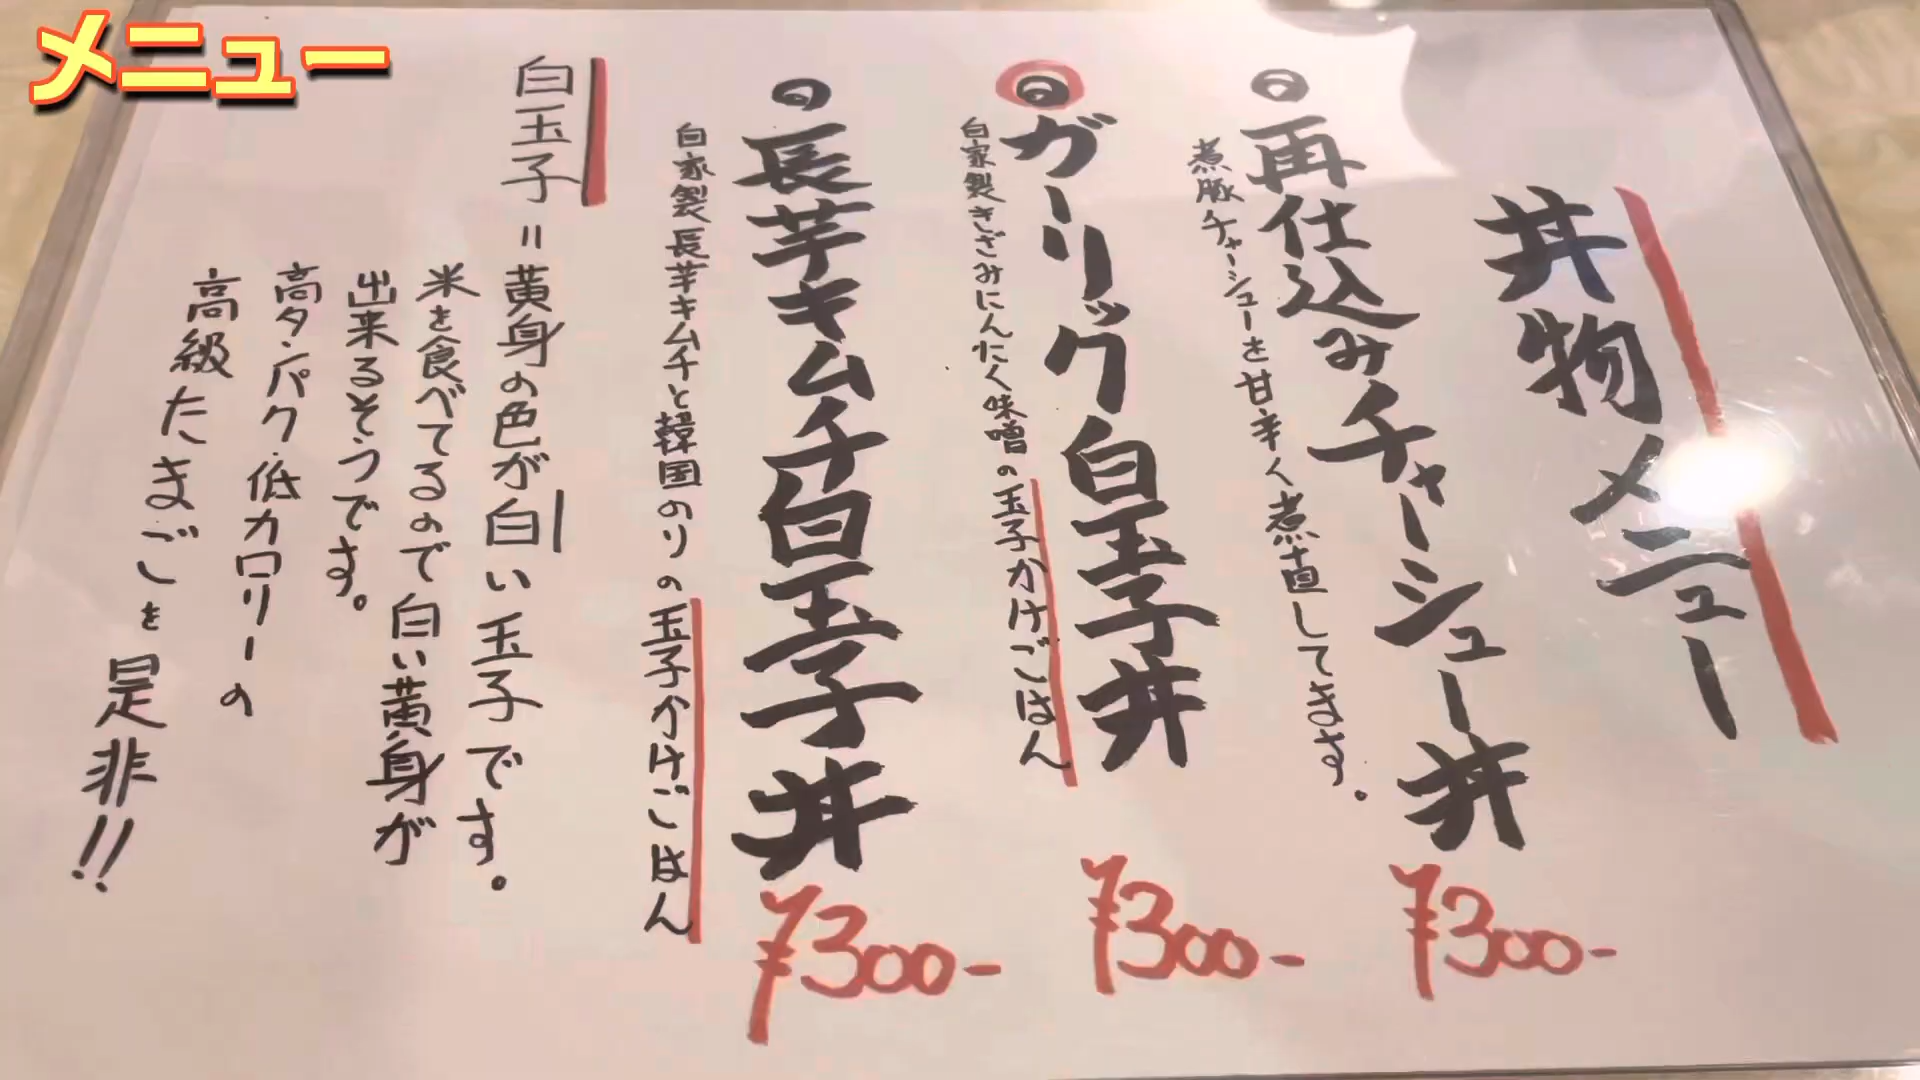 メニュー
丼物メニュー
再仕込みチャーシュー丼
¥300-
煮豚チャーシューを甘辛く煮直してます。
ガーリック白玉子丼
¥300-
自家製きざみにんにく味噌の玉子かけごはん
長芋キムチ白玉子丼
¥300-
自家製長芋キムチと韓国のりの玉子かけごはん
白玉子=黄身の色が白い玉子です。
米を食べてるので白い黄身が
出来るそうです。
高タンパク・低カロリーの
高級たまごを是非!!